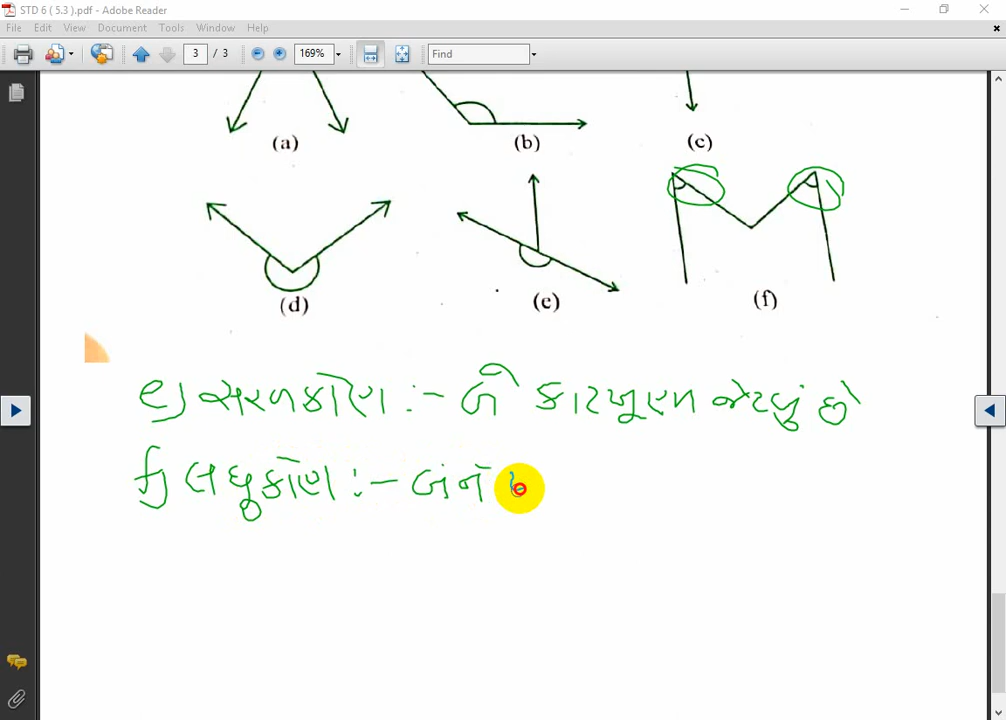 STD 6 ( 5.3 ).pdf - Adobe Reader
File Edit View Document Tools Window Help
3 / 3 169% Find
(a) (b) (c)
(d) (e) (f)
e) સરળકોણ :- બે કાટખૂણા જેટલું છે
f) લઘુકોણ :- બંને